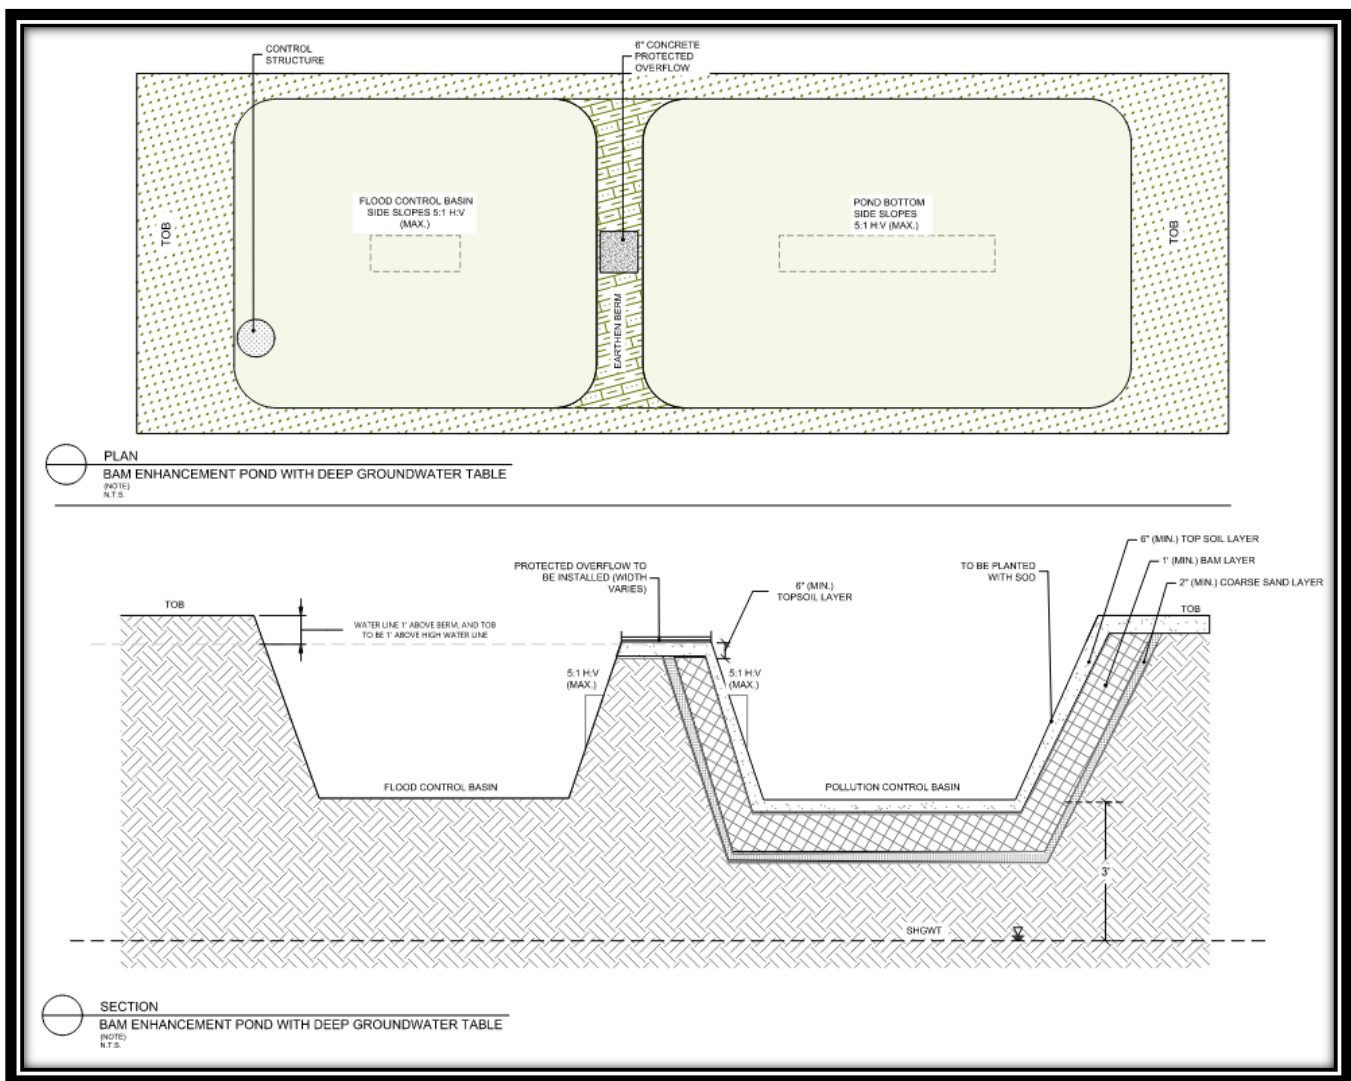 CONTROL
STRUCTURE
6" CONCRETE
PROTECTED
OVERFLOW
TOB
FLOOD CONTROL BASIN
SIDE SLOPES 5:1 H:V
(MAX.)
POND BOTTOM
SIDE SLOPES
5:1 H:V (MAX.)
TOB
EARTHEN BERM
PLAN
BAM ENHANCEMENT POND WITH DEEP GROUNDWATER TABLE
(NOTE)
N.T.S.
6" (MIN.) TOP SOIL LAYER
1' (MIN.) BAM LAYER
2" (MIN.) COARSE SAND LAYER
PROTECTED OVERFLOW TO
BE INSTALLED (WIDTH
VARIES)
6" (MIN.)
TOPSOIL LAYER
TO BE PLANTED
WITH SOD
TOB
TOB
WATER LINE 1' ABOVE BERM, AND TOB
TO BE 1' ABOVE HIGH WATER LINE
5:1 H:V
(MAX.)
5:1 H:V
(MAX.)
FLOOD CONTROL BASIN
POLLUTION CONTROL BASIN
3'
SHGWT
SECTION
BAM ENHANCEMENT POND WITH DEEP GROUNDWATER TABLE
(NOTE)
N.T.S.